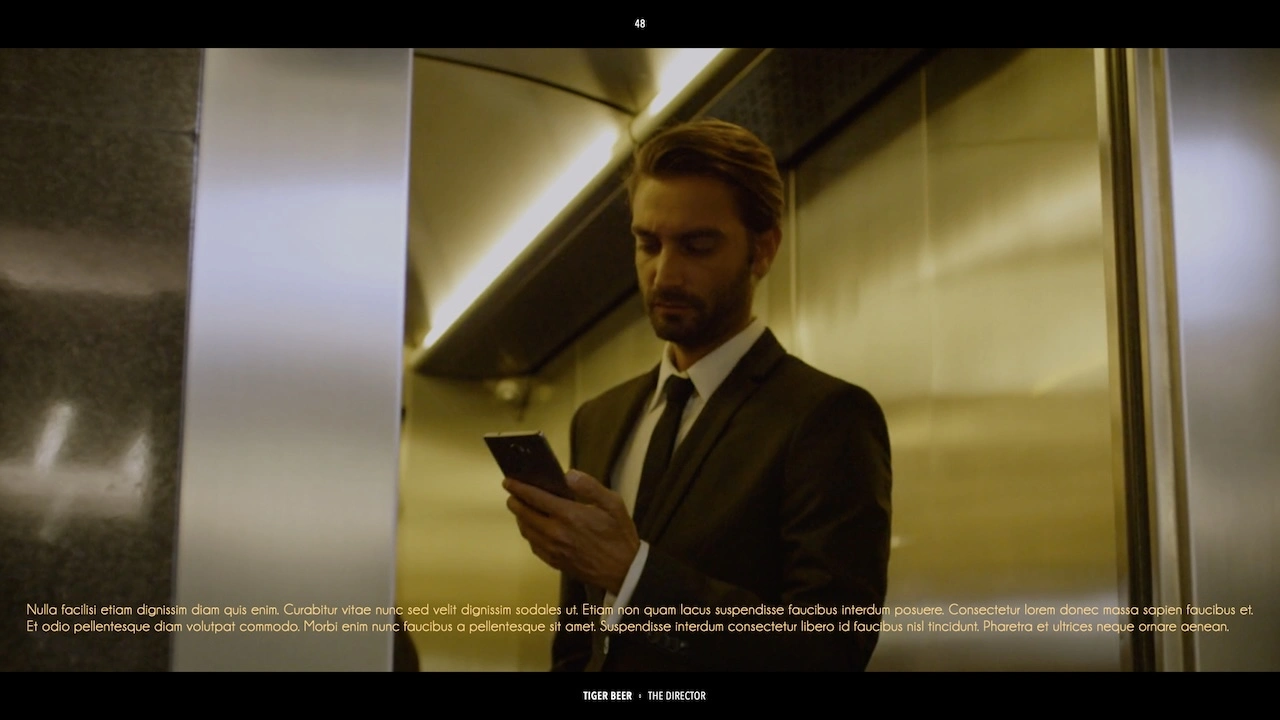 48
Nulla facilisi etiam dignissim diam quis enim. Curabitur vitae nunc sed velit dignissim sodales ut. Etiam non quam lacus suspendisse faucibus interdum posuere. Consectetur lorem donec massa sapien faucibus et.
Et odio pellentesque diam volutpat commodo. Morbi enim nunc faucibus a pellentesque sit amet. Suspendisse interdum consectetur libero id faucibus nisl tincidunt. Pharetra et ultrices neque ornare aenean.
TIGER BEER ı THE DIRECTOR